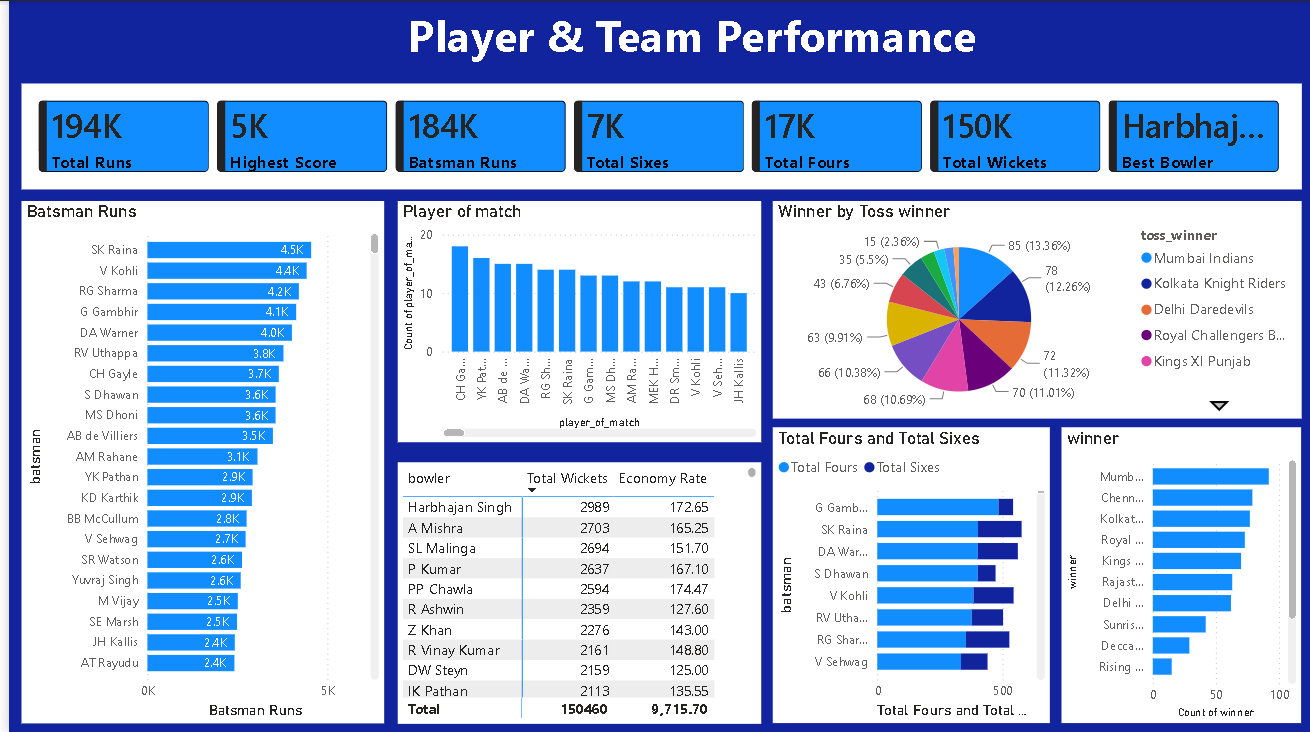 Player & Team Performance
194K
Total Runs
5K
Highest Score
184K
Batsman Runs
7K
Total Sixes
17K
Total Fours
150K
Total Wickets
Harbhaj...
Best Bowler
Batsman Runs
batsman
SK Raina 4.5K
V Kohli 4.4K
RG Sharma 4.2K
G Gambhir 4.1K
DA Warner 4.0K
RV Uthappa 3.8K
CH Gayle 3.7K
S Dhawan 3.6K
MS Dhoni 3.6K
AB de Villiers 3.5K
AM Rahane 3.1K
YK Pathan 2.9K
KD Karthik 2.9K
BB McCullum 2.8K
V Sehwag 2.7K
SR Watson 2.6K
Yuvraj Singh 2.6K
M Vijay 2.5K
SE Marsh 2.5K
JH Kallis 2.4K
AT Rayudu 2.4K
0K 5K
Batsman Runs
Player of match
Count of player_of_ma...
20
10
0
CH Ga...
YK Pat...
AB de ...
DA Wa...
RG Sh...
SK Raina
G Gam...
MS Dh...
AM Ra...
MEK H...
DR Sm...
V Kohli
V Seh...
JH Kallis
player_of_match
bowler Total Wickets Economy Rate
Harbhajan Singh 2989 172.65
A Mishra 2703 165.25
SL Malinga 2694 151.70
P Kumar 2637 167.10
PP Chawla 2594 174.47
R Ashwin 2359 127.60
Z Khan 2276 143.00
R Vinay Kumar 2161 148.80
DW Steyn 2159 125.00
IK Pathan 2113 135.55
Total 150460 9,715.70
Winner by Toss winner
85 (13.36%)
78
(12.26%)
72
(11.32%)
70 (11.01%)
68 (10.69%)
66 (10.38%)
63 (9.91%)
43 (6.76%)
35 (5.5%)
15 (2.36%)
toss_winner
Mumbai Indians
Kolkata Knight Riders
Delhi Daredevils
Royal Challengers B...
Kings XI Punjab
Total Fours and Total Sixes
Total Fours Total Sixes
batsman
G Gamb...
SK Raina
DA War...
S Dhawan
V Kohli
RV Utha...
RG Shar...
V Sehwag
0 500
Total Fours and Total ...
winner
winner
Mumb...
Chenn...
Kolkat...
Royal ...
Kings ...
Rajast...
Delhi ...
Sunris...
Decca...
Rising ...
0 50 100
Count of winner